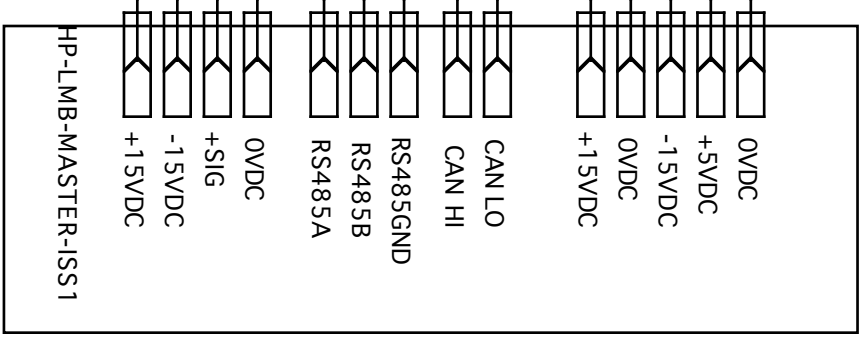 HP-LMB-MASTER-ISS1
+15VDC
-15VDC
+SIG
0VDC
RS485A
RS485B
RS485GND
CAN HI
CAN LO
+15VDC
0VDC
-15VDC
+5VDC
0VDC